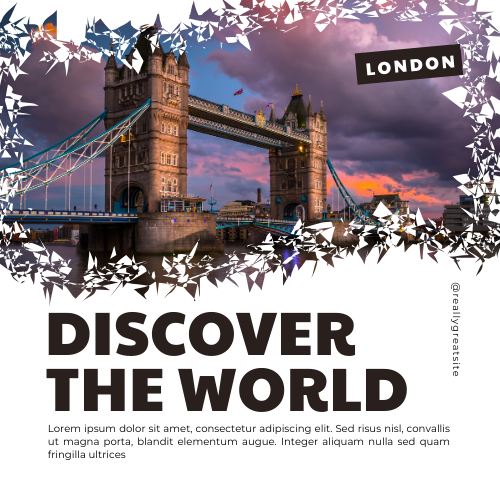 LONDON
@reallygreatsite
DISCOVER
THE WORLD
Lorem ipsum dolor sit amet, consectetur adipiscing elit. Sed risus nisl, convallis
ut magna porta, blandit elementum augue. Integer aliquam nulla sed quam
fringilla ultrices